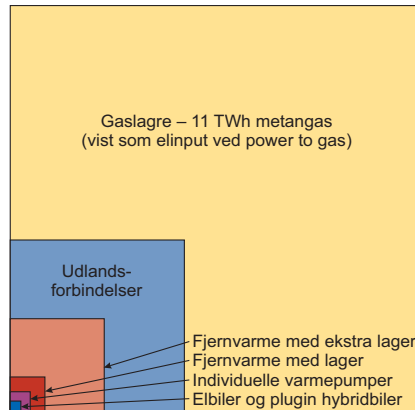 Gaslagre – 11 TWh metangas
(vist som elinput ved power to gas)
Udlands-
forbindelser
Fjernvarme med ekstra lager
Fjernvarme med lager
Individuelle varmepumper
Elbiler og plugin hybridbiler